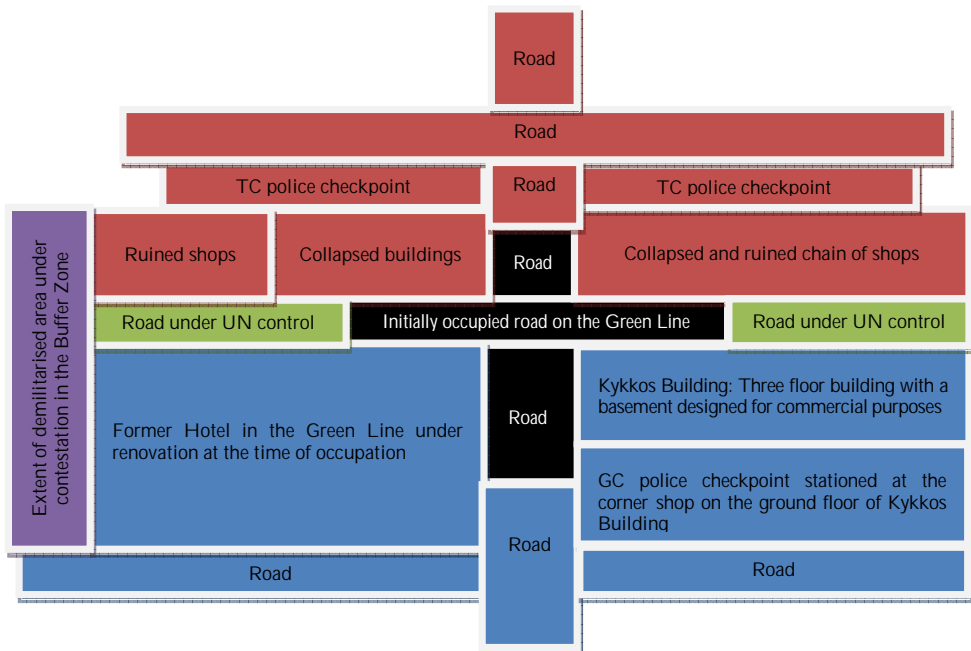 Road
Road
TC police checkpoint
Road
TC police checkpoint
Extent of demilitarised area under
contestation in the Buffer Zone
Ruined shops
Collapsed buildings
Road
Collapsed and ruined chain of shops
Road under UN control
Initially occupied road on the Green Line
Road under UN control
Former Hotel in the Green Line under
renovation at the time of occupation
Road
Kykkos Building: Three floor building with a
basement designed for commercial purposes
GC police checkpoint stationed at the
corner shop on the ground floor of Kykkos
Building
Road
Road
Road